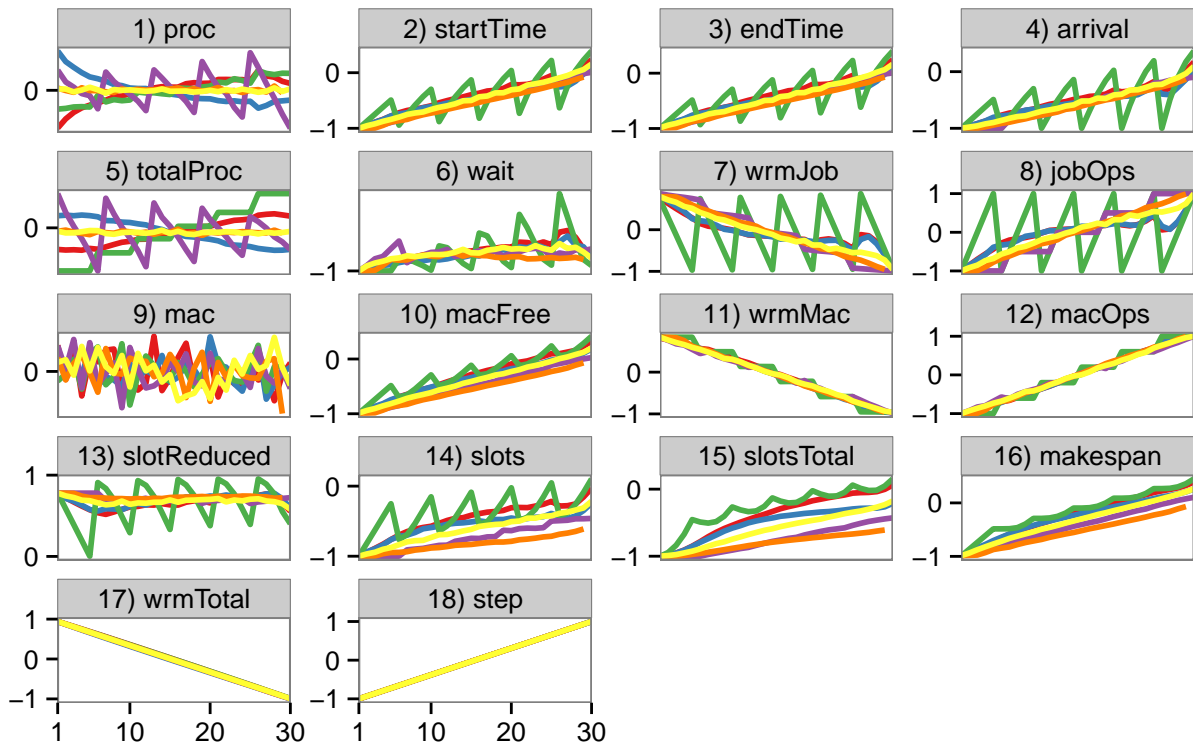 1) proc
2) startTime
3) endTime
4) arrival
0
0
−1
0
−1
0
−1
5) totalProc
6) wait
7) wrmJob
8) jobOps
0
−1
0
−1
1
0
−1
9) mac
10) macFree
11) wrmMac
12) macOps
0
0
−1
0
−1
1
0
−1
13) slotReduced
14) slots
15) slotsTotal
16) makespan
1
0
0
−1
0
−1
0
−1
17) wrmTotal
18) step
1
0
−1
1
0
−1
1 10 20 30
1 10 20 30